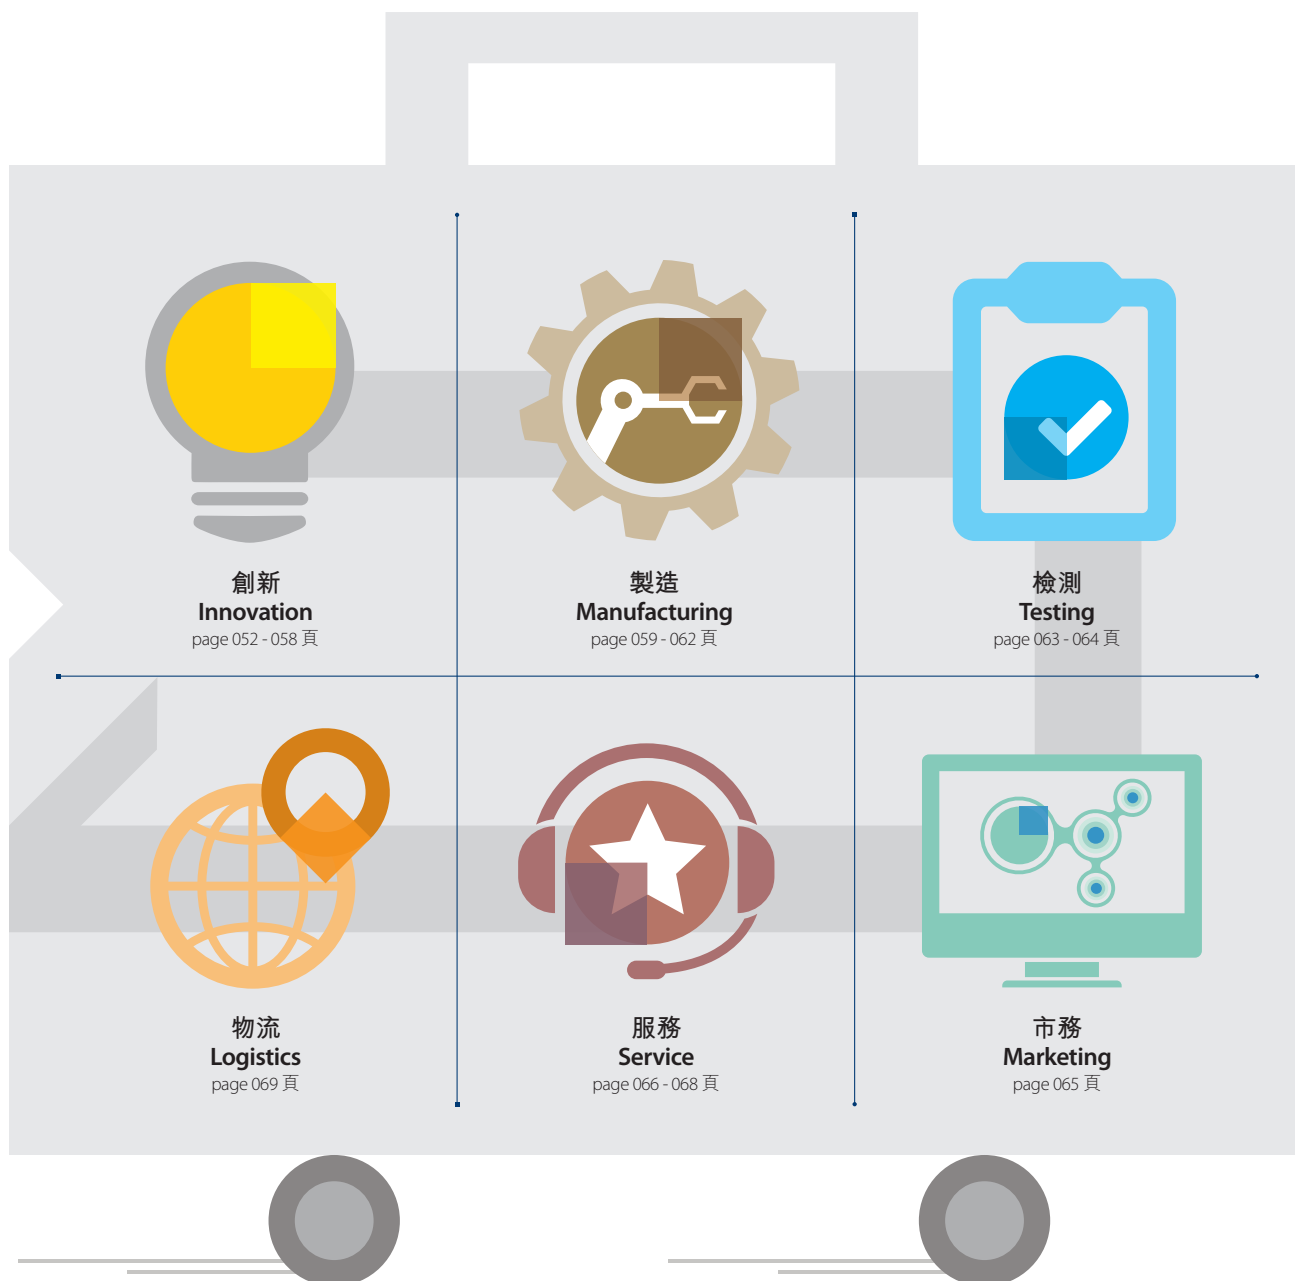 創新
Innovation
page 052 - 058 頁
製造
Manufacturing
page 059 - 062 頁
檢測
Testing
page 063 - 064 頁
物流
Logistics
page 069 頁
服務
Service
page 066 - 068 頁
市務
Marketing
page 065 頁